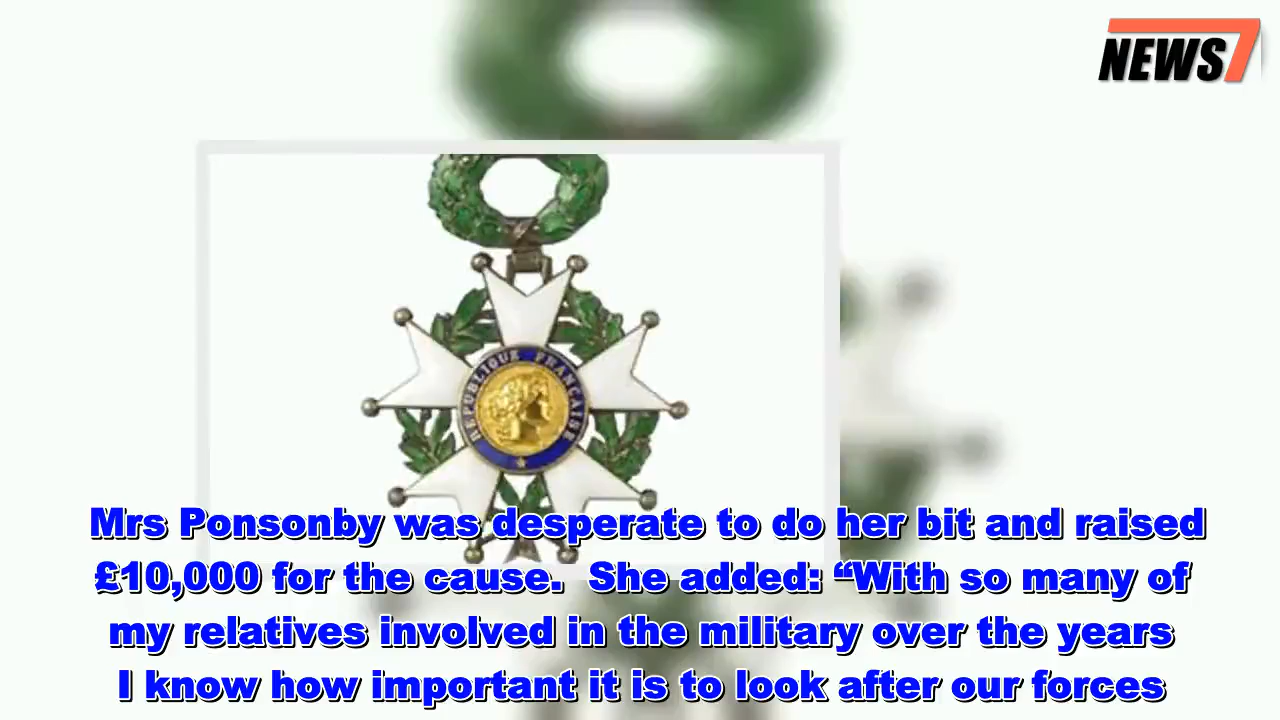 NEWS7
RÉPUBLIQUE FRANÇAISE
Mrs Ponsonby was desperate to do her bit and raised
£10,000 for the cause.  She added: “With so many of
my relatives involved in the military over the years
I know how important it is to look after our forces